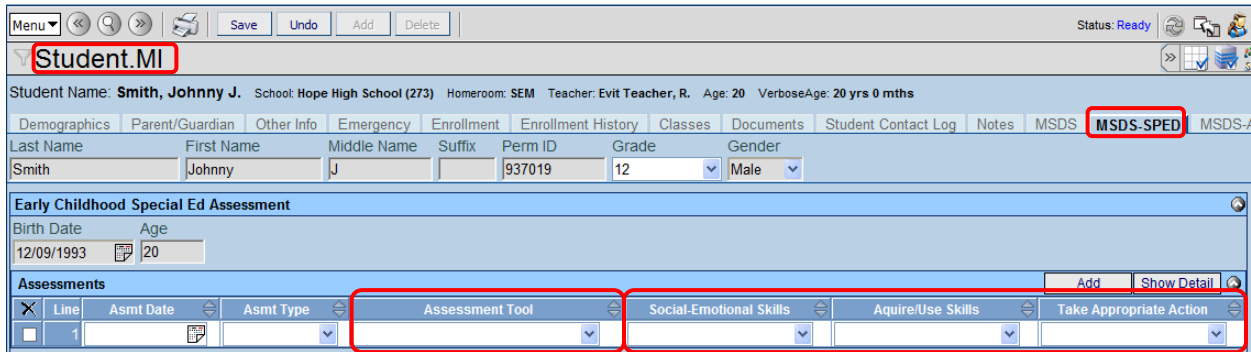 Menu Save Undo Add Delete Status: Ready
Student.MI
Student Name: Smith, Johnny J. School: Hope High School (273) Homeroom: SEM Teacher: Evit Teacher, R. Age: 20 VerboseAge: 20 yrs 0 mths
Demographics Parent/Guardian Other Info Emergency Enrollment Enrollment History Classes Documents Student Contact Log Notes MSDS MSDS-SPED MSDS-A
Last Name First Name Middle Name Suffix Perm ID Grade Gender
Smith Johnny J 937019 12 Male
Early Childhood Special Ed Assessment
Birth Date Age
12/09/1993 20
Assessments Add Show Detail
X Line Asmt Date Asmt Type Assessment Tool Social-Emotional Skills Aquire/Use Skills Take Appropriate Action
1